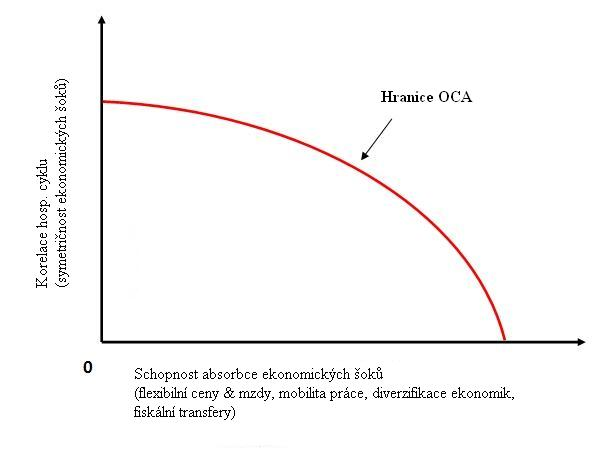 Hranice OCA
Korelace hosp. cyklu
(symetričnost ekonomických šoků)
0
Schopnost absorbce ekonomických šoků
(flexibilní ceny & mzdy, mobilita práce, diverzifikace ekonomik,
fiskální transfery)